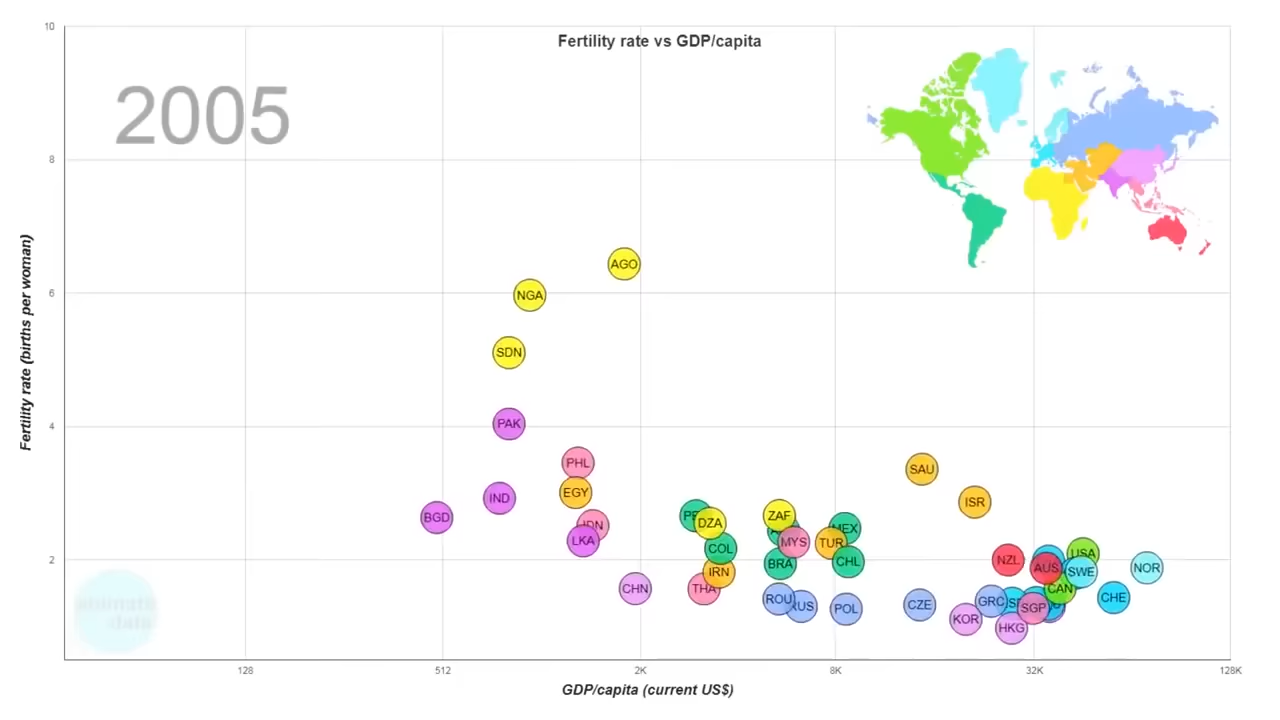 10
Fertility rate vs GDP/capita
2005
8
Fertility rate (births per woman)
AGO
6
NGA
SDN
4
PAK
PHL
SAU
EGY
IND
ISR
BGD
DZA
ZAF
IDN
MEX
LKA
MYS
TUR
COL
USA
2
NZL
CHL
BRA
AUS
NOR
IRN
SWE
CHN
THA
CAN
CHE
ROU
GRC
CZE
RUS
POL
SGP
KOR
HKG
animate
data
128
512
2K
8K
32K
128K
GDP/capita (current US$)